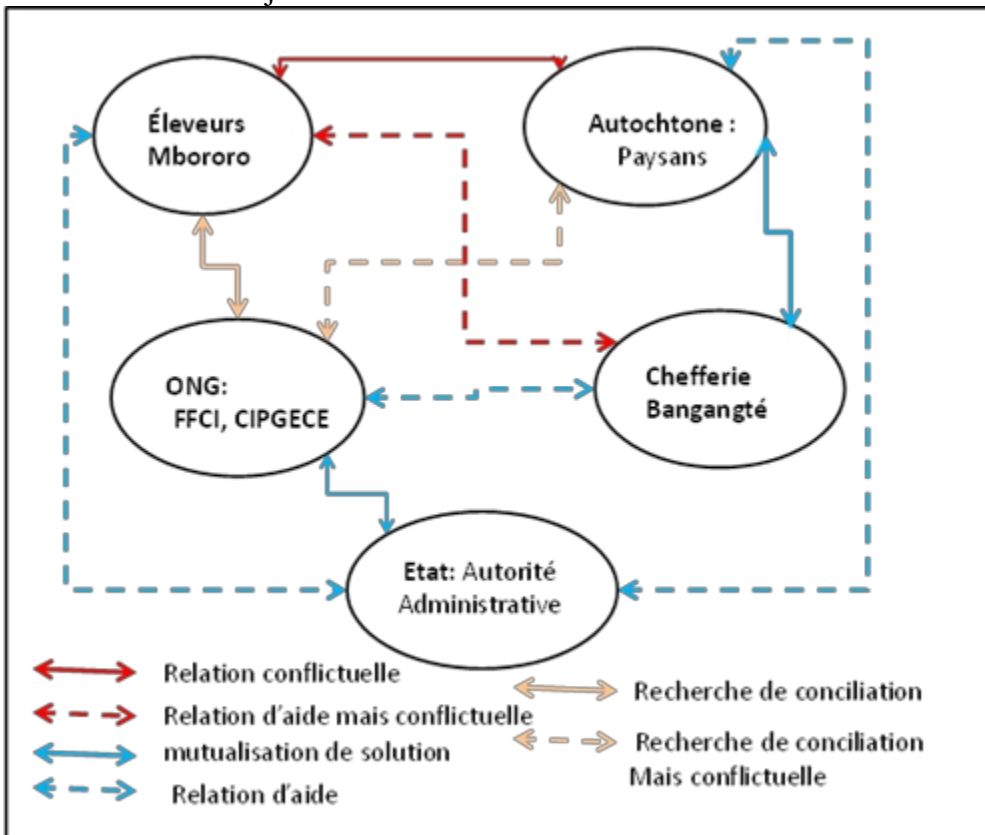 Éleveurs
Mbororo
Autochtone :
Paysans
ONG:
FFCI, CIPGECE
Chefferie
Bangangté
Etat: Autorité
Administrative
Relation conflictuelle
Relation d'aide mais conflictuelle
mutualisation de solution
Relation d'aide
Recherche de conciliation
Recherche de conciliation
Mais conflictuelle